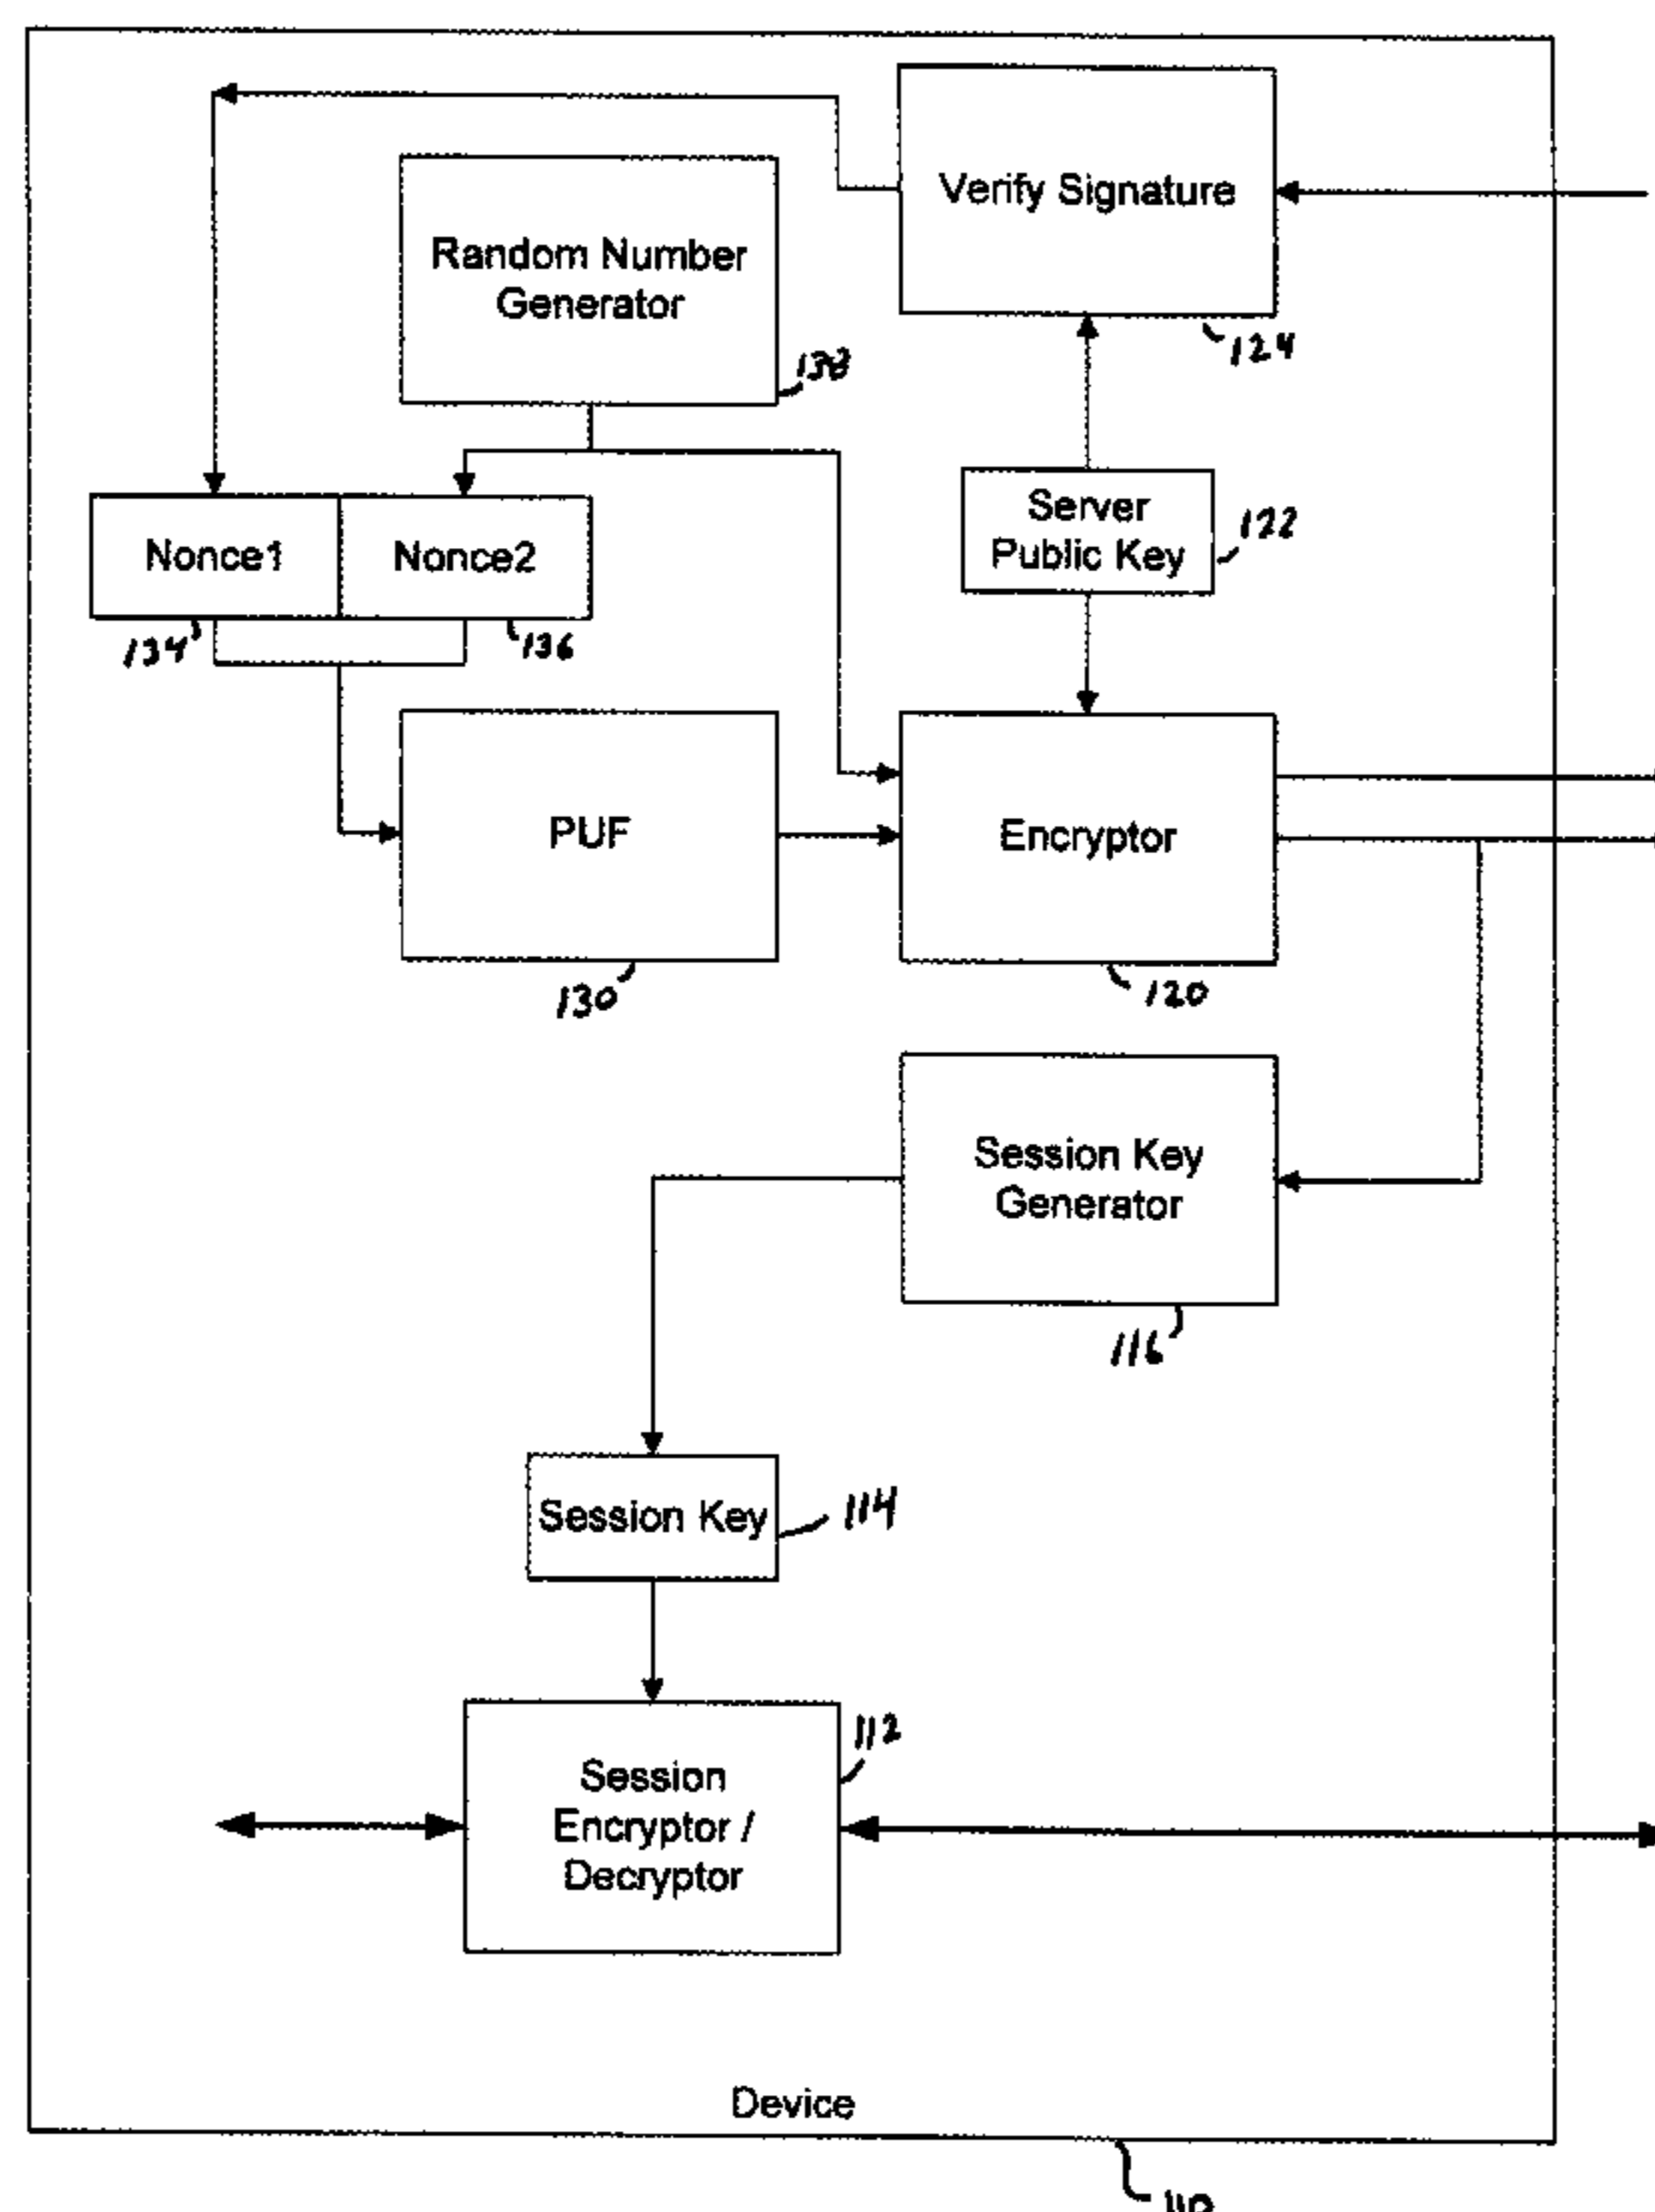 Verify Signature
124
Random Number
Generator
138
Nonce1
Nonce2
134
136
Server
Public Key
122
PUF
130
Encryptor
120
Session Key
Generator
116
Session Key
114
Session
Encryptor /
Decryptor
112
Device
110